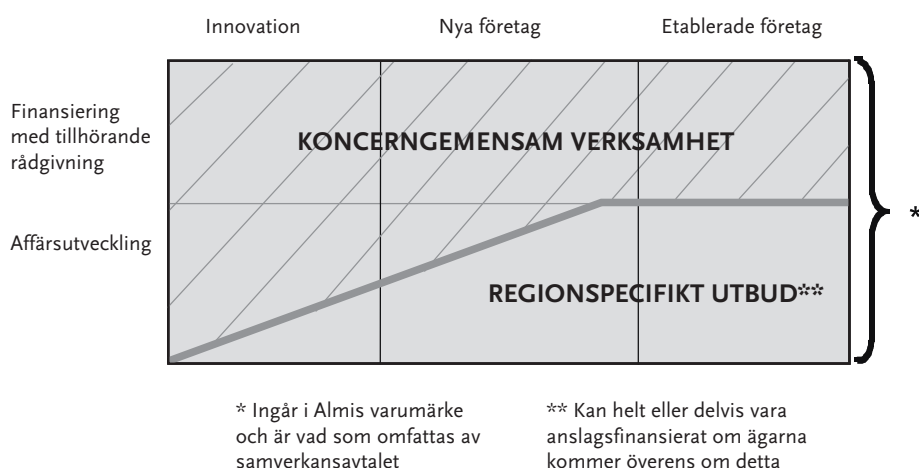 Innovation
Nya företag
Etablerade företag
Finansiering
med tillhörande
rådgivning
KONCERNGEMENSAM VERKSAMHET
*
Affärsutveckling
REGIONSPECIFIKT UTBUD**
* Ingår i Almis varumärke
och är vad som omfattas av
samverkansavtalet
** Kan helt eller delvis vara
anslagsfinansierat om ägarna
kommer överens om detta